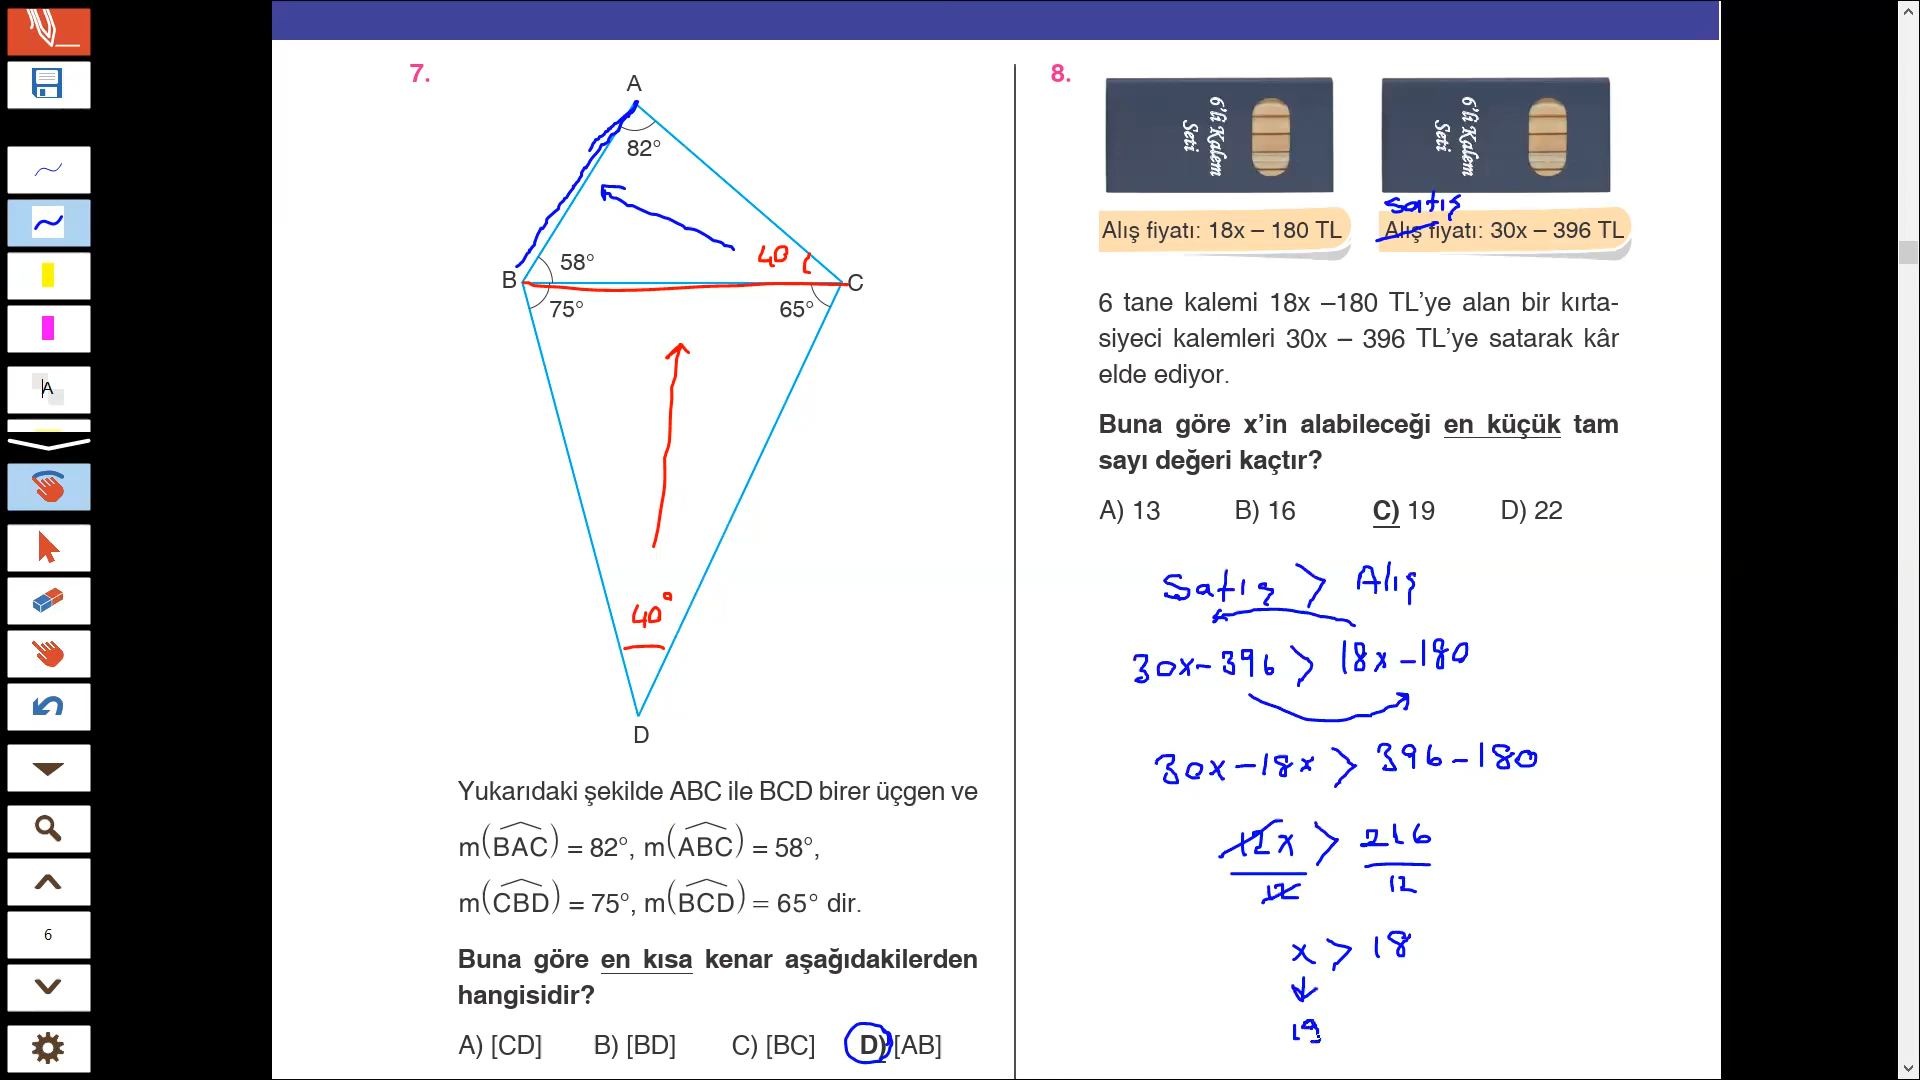 7.
A
82°
40
B
58°
C
75°
65°
40°
D
Yukarıdaki şekilde ABC ile BCD birer üçgen ve
m(BAC) = 82°, m(ABC) = 58°,
m(CBD) = 75°, m(BCD) = 65° dir.
Buna göre en kısa kenar aşağıdakilerden
hangisidir?
A) [CD] B) [BD] C) [BC] D) [AB]
8.
6'lı Kalem
Seti
6'lı Kalem
Seti
satış
Alış fiyatı: 18x – 180 TL
Alış fiyatı: 30x – 396 TL
6 tane kalemi 18x –180 TL’ye alan bir kırta-
siyeci kalemleri 30x – 396 TL’ye satarak kâr
elde ediyor.
Buna göre x’in alabileceği en küçük tam
sayı değeri kaçtır?
A) 13 B) 16 C) 19 D) 22
Satış > Alış
30x-396 > 18x-180
30x-18x > 396-180
12x > 216
12 12
x > 18
19
A
6